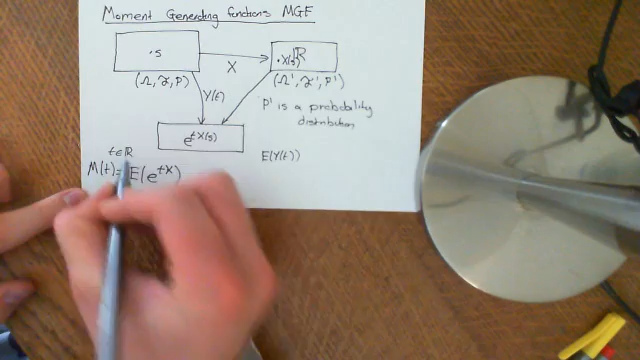 Moment Generating functions MGF
.s
X
.X(s) ℝ
(Ω, ℱ, P)
Y(t)
(Ω', ℱ', P')
P' is a probability
distribution
e^{tX(s)}
t∈ℝ
E(Y(t))
M(t)= E(e^{tX})